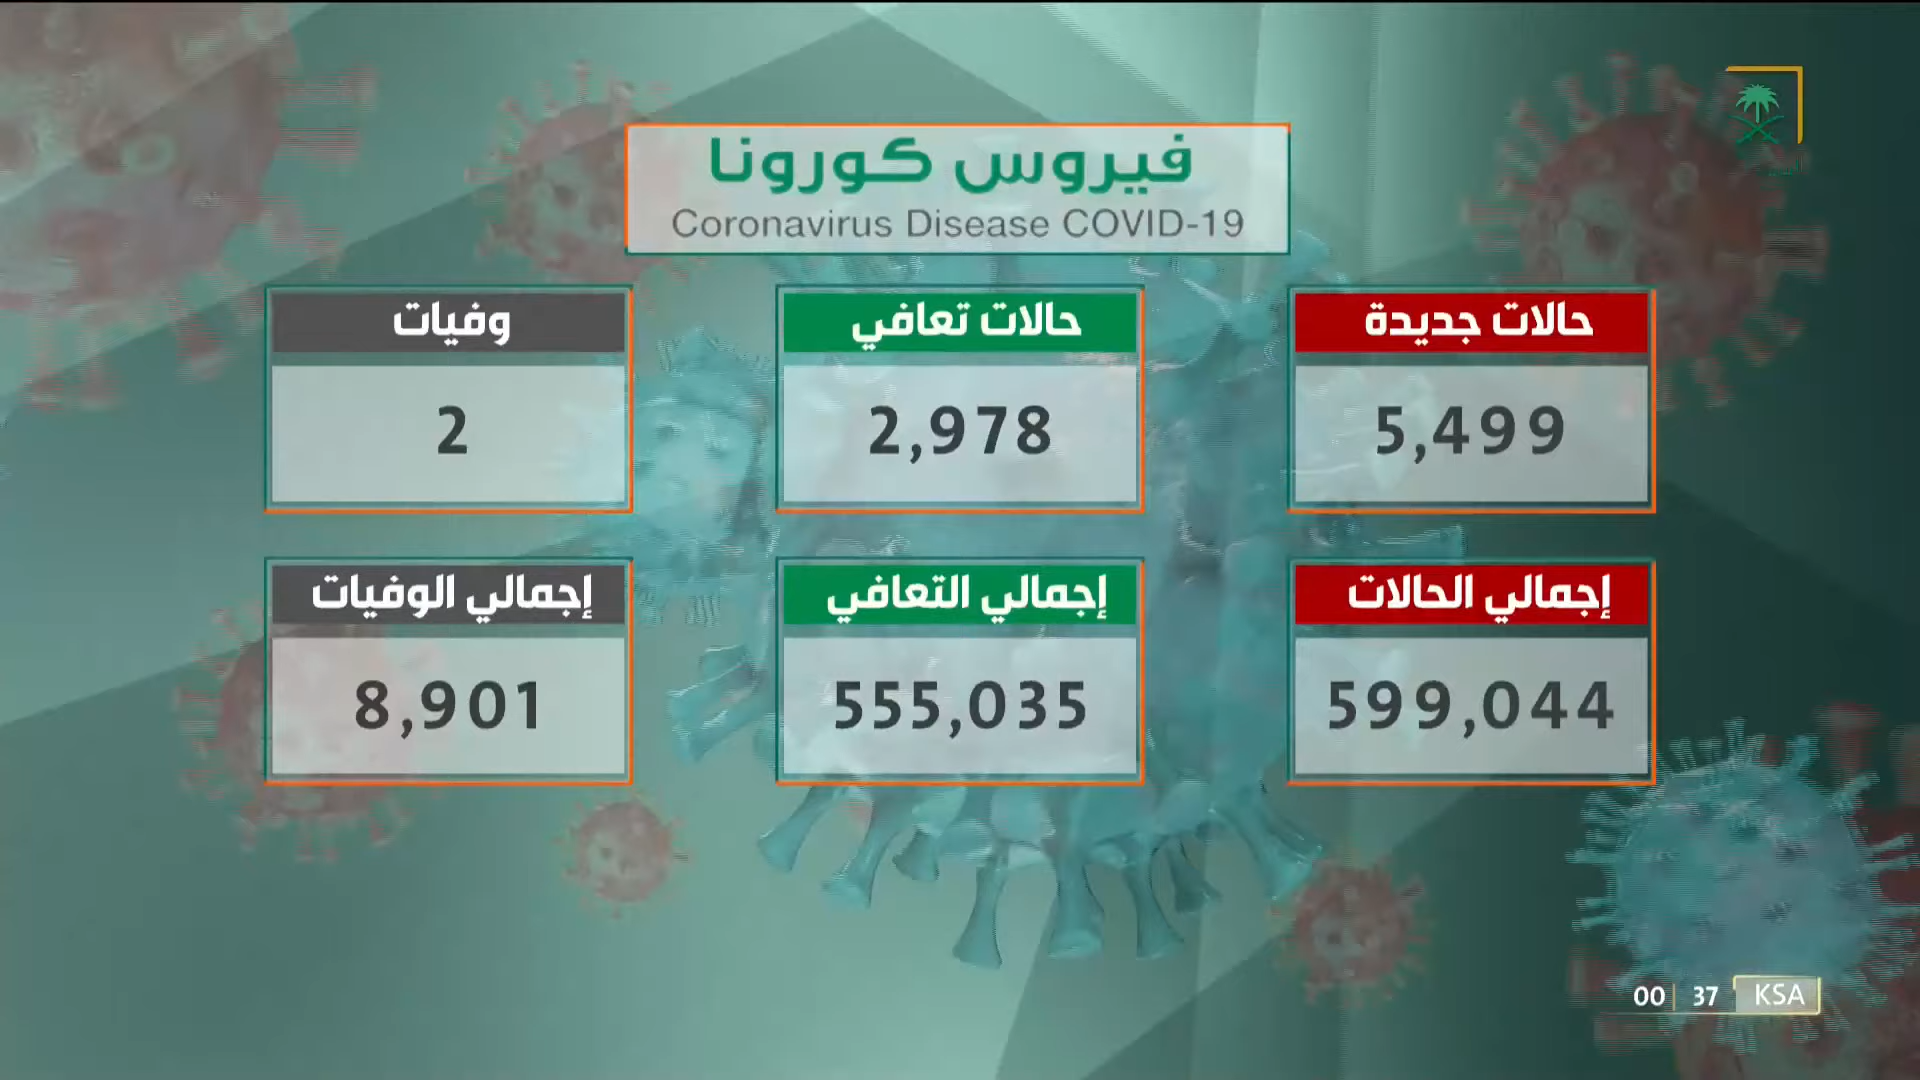 فيروس كورونا
Coronavirus Disease COVID-19
حالات جديدة
5,499
حالات تعافي
2,978
وفيات
2
إجمالي الحالات
599,044
إجمالي التعافي
555,035
إجمالي الوفيات
8,901
00 37 KSA